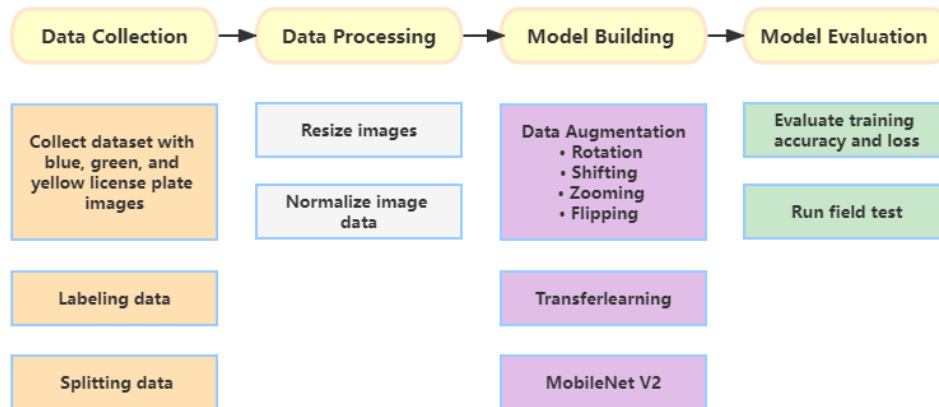 Data Collection
Data Processing
Model Building
Model Evaluation
Collect dataset with
blue, green, and
yellow license plate
images
Labeling data
Splitting data
Resize images
Normalize image
data
Data Augmentation
• Rotation
• Shifting
• Zooming
• Flipping
Transferlearning
MobileNet V2
Evaluate training
accuracy and loss
Run field test